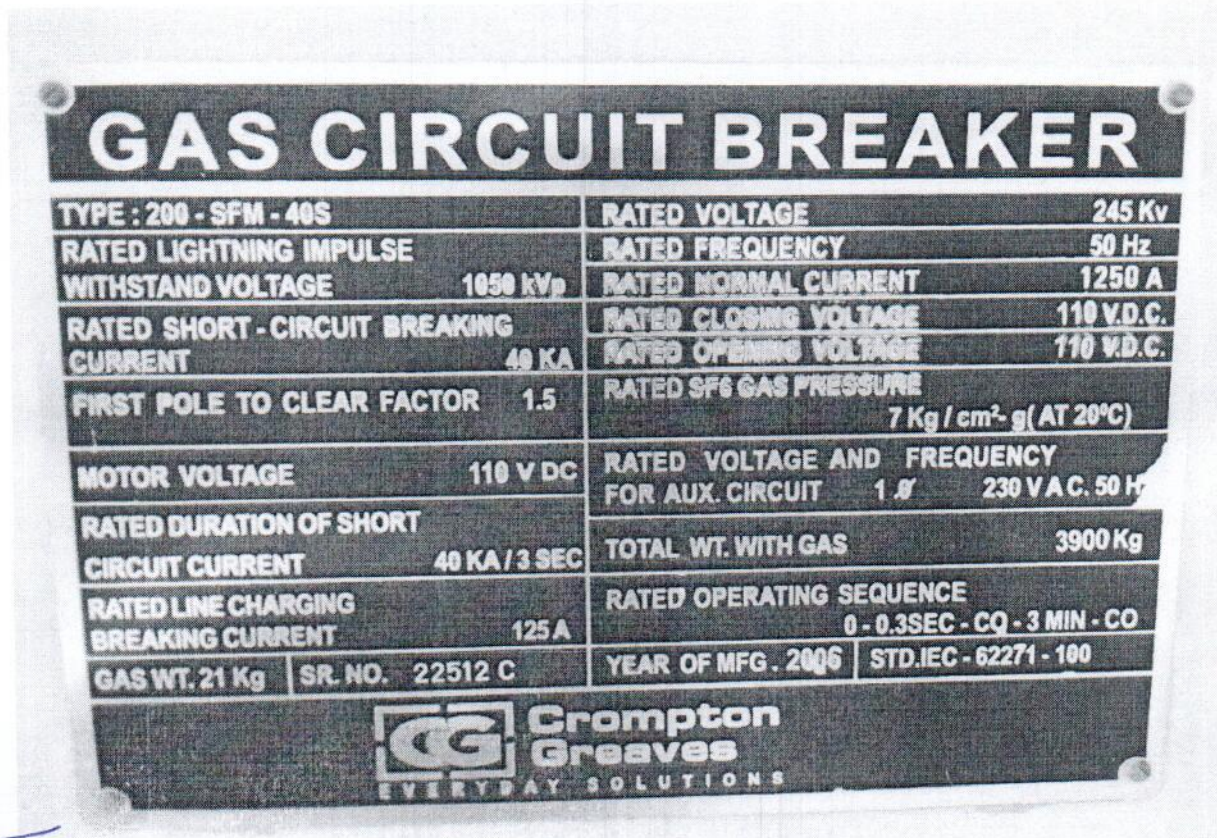 GAS CIRCUIT BREAKER
TYPE : 200 - SFM - 40S
RATED LIGHTNING IMPULSE
WITHSTAND VOLTAGE 1050 kVp
RATED SHORT - CIRCUIT BREAKING
CURRENT 40 KA
FIRST POLE TO CLEAR FACTOR 1.5
MOTOR VOLTAGE 110 V DC
RATED DURATION OF SHORT
CIRCUIT CURRENT 40 KA / 3 SEC
RATED LINE CHARGING
BREAKING CURRENT 125 A
GAS WT. 21 Kg SR. NO. 22512 C
RATED VOLTAGE 245 Kv
RATED FREQUENCY 50 Hz
RATED NORMAL CURRENT 1250 A
RATED CLOSING VOLTAGE 110 V.D.C.
RATED OPENING VOLTAGE 110 V.D.C.
RATED SF6 GAS PRESSURE
7 Kg / cm²- g( AT 20ºC)
RATED VOLTAGE AND FREQUENCY
FOR AUX. CIRCUIT 1 .Ø 230 V A C. 50 H
TOTAL WT. WITH GAS 3900 Kg
RATED OPERATING SEQUENCE
0 - 0.3SEC - CO - 3 MIN - CO
YEAR OF MFG . 2006 STD.IEC - 62271 - 100
CG Crompton
Greaves
EVERYDAY SOLUTIONS